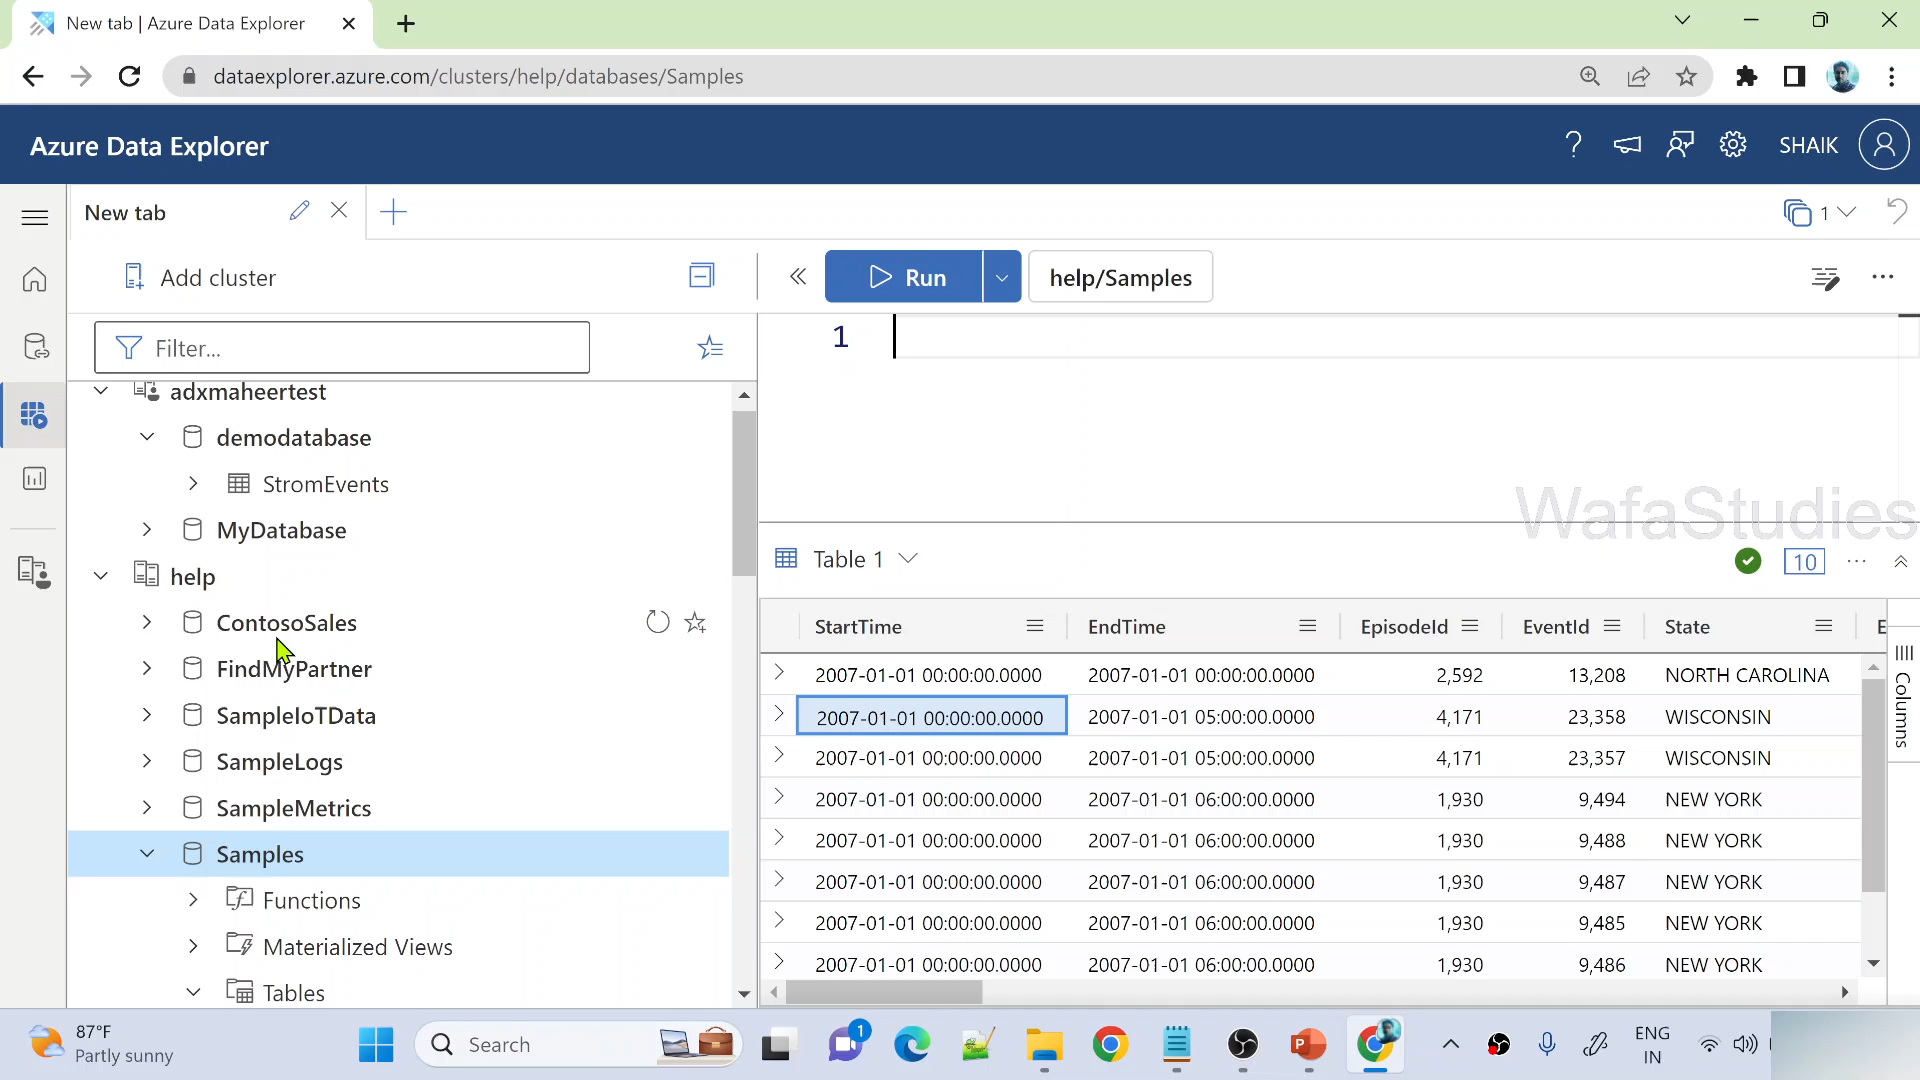 New tab | Azure Data Explorer
dataexplorer.azure.com/clusters/help/databases/Samples
Azure Data Explorer
SHAIK
New tab
1
Add cluster
Run
help/Samples
Filter...
1
adxmaheertest
demodatabase
StromEvents
MyDatabase
help
ContosoSales
FindMyPartner
SampleIoTData
SampleLogs
SampleMetrics
Samples
Functions
Materialized Views
Tables
WafaStudies
Table 1
10
StartTime EndTime EpisodeId EventId State E
2007-01-01 00:00:00.0000 2007-01-01 00:00:00.0000 2,592 13,208 NORTH CAROLINA
2007-01-01 00:00:00.0000 2007-01-01 05:00:00.0000 4,171 23,358 WISCONSIN
2007-01-01 00:00:00.0000 2007-01-01 05:00:00.0000 4,171 23,357 WISCONSIN
2007-01-01 00:00:00.0000 2007-01-01 06:00:00.0000 1,930 9,494 NEW YORK
2007-01-01 00:00:00.0000 2007-01-01 06:00:00.0000 1,930 9,488 NEW YORK
2007-01-01 00:00:00.0000 2007-01-01 06:00:00.0000 1,930 9,487 NEW YORK
2007-01-01 00:00:00.0000 2007-01-01 06:00:00.0000 1,930 9,485 NEW YORK
2007-01-01 00:00:00.0000 2007-01-01 06:00:00.0000 1,930 9,486 NEW YORK
Columns
87°F
Partly sunny
Search
1
ENG
IN